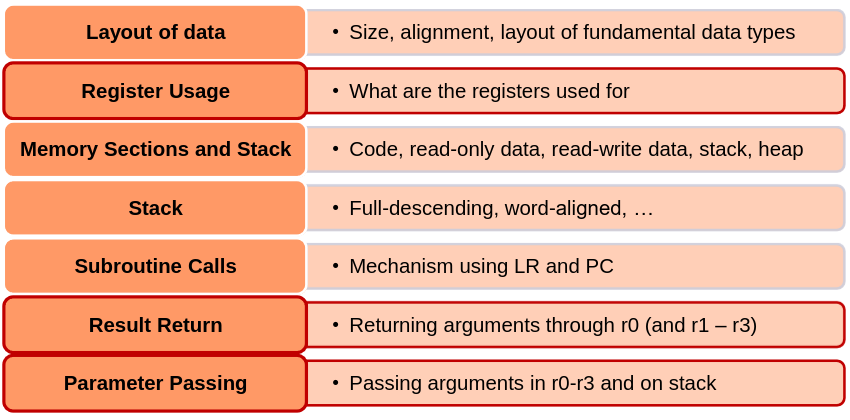 Layout of data
• Size, alignment, layout of fundamental data types
Register Usage
• What are the registers used for
Memory Sections and Stack
• Code, read-only data, read-write data, stack, heap
Stack
• Full-descending, word-aligned, …
Subroutine Calls
• Mechanism using LR and PC
Result Return
• Returning arguments through r0 (and r1 – r3)
Parameter Passing
• Passing arguments in r0-r3 and on stack